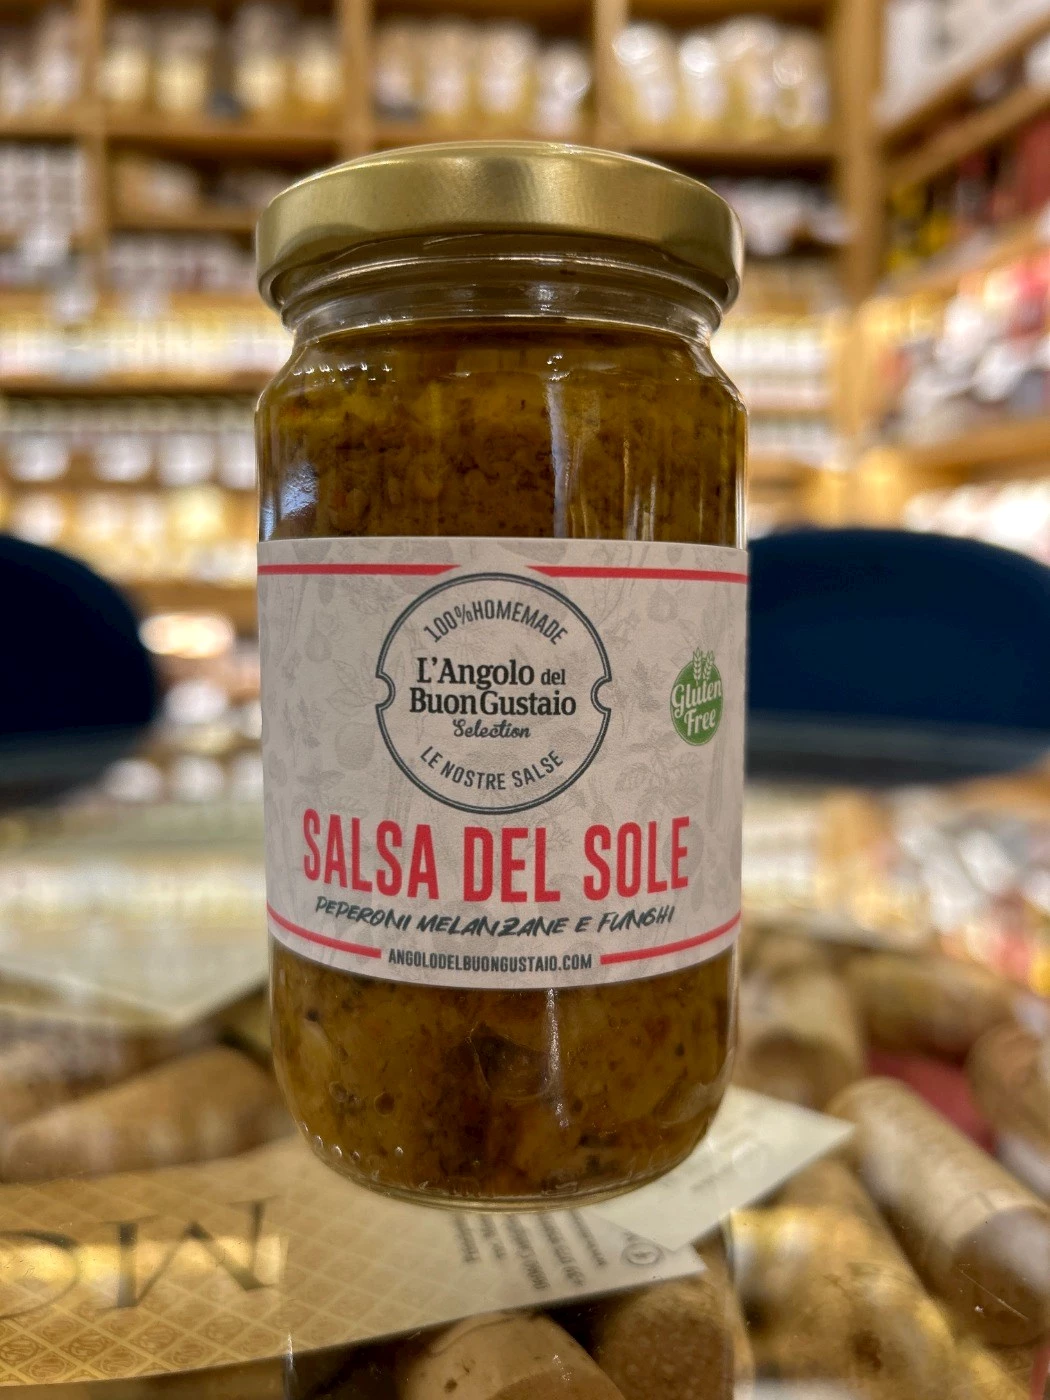 100%HOMEMADE
L'Angolo del
BuonGustaio
Selection
LE NOSTRE SALSE
Gluten
Free
SALSA DEL SOLE
PEPERONI MELANZANE E FUNGHI
ANGOLODELBUONGUSTAIO.COM